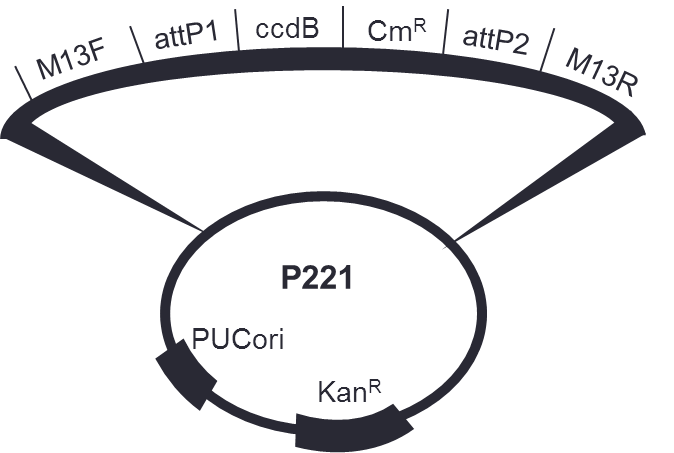 M13F attP1 ccdB CmR attP2 M13R
P221
PUCori
KanR